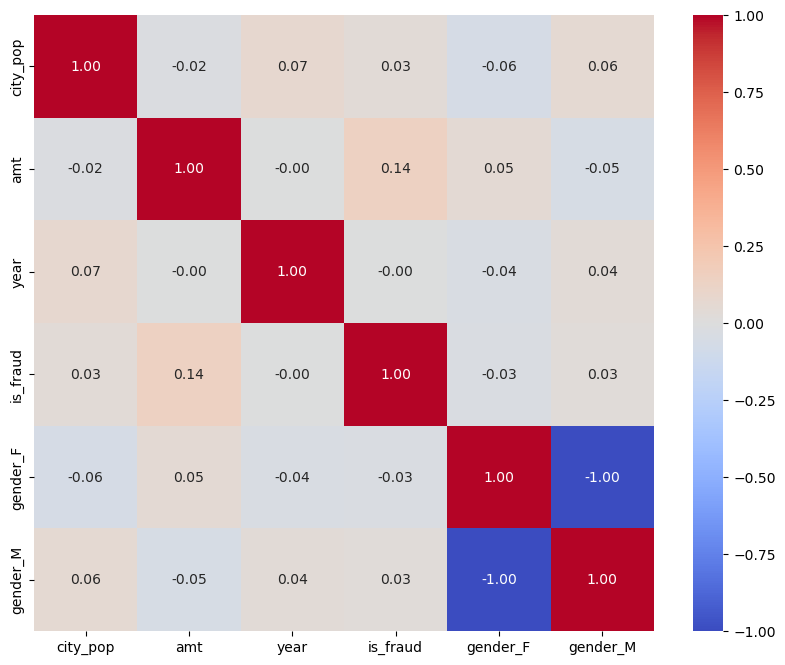 city_pop 1.00 -0.02 0.07 0.03 -0.06 0.06
amt -0.02 1.00 -0.00 0.14 0.05 -0.05
year 0.07 -0.00 1.00 -0.00 -0.04 0.04
is_fraud 0.03 0.14 -0.00 1.00 -0.03 0.03
gender_F -0.06 0.05 -0.04 -0.03 1.00 -1.00
gender_M 0.06 -0.05 0.04 0.03 -1.00 1.00
city_pop amt year is_fraud gender_F gender_M
1.00
0.75
0.50
0.25
0.00
−0.25
−0.50
−0.75
−1.00